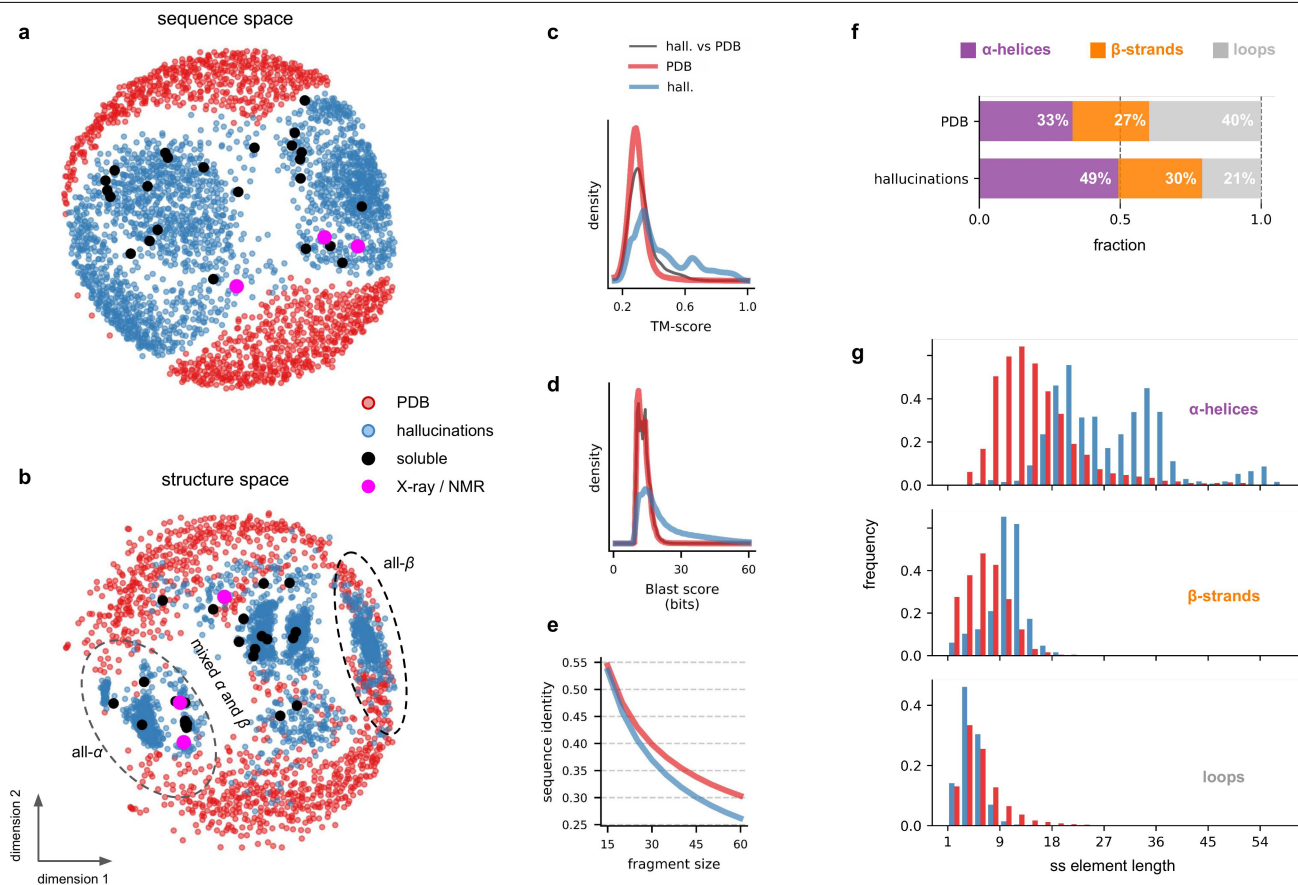 a
sequence space
PDB
hallucinations
soluble
X-ray / NMR
b
structure space
all-β
mixed α and β
all-α
dimension 2
dimension 1
c
hall. vs PDB
PDB
hall.
density
0.2
0.6
1.0
TM-score
d
density
0
30
60
Blast score
(bits)
e
sequence identity
0.55
0.50
0.45
0.40
0.35
0.30
0.25
15
30
45
60
fragment size
f
α-helices
β-strands
loops
PDB
33%
27%
40%
hallucinations
49%
30%
21%
0.0
0.5
1.0
fraction
g
frequency
0.4
0.2
0.0
α-helices
0.4
0.2
0.0
β-strands
0.4
0.2
0.0
loops
1
9
18
27
36
45
54
ss element length